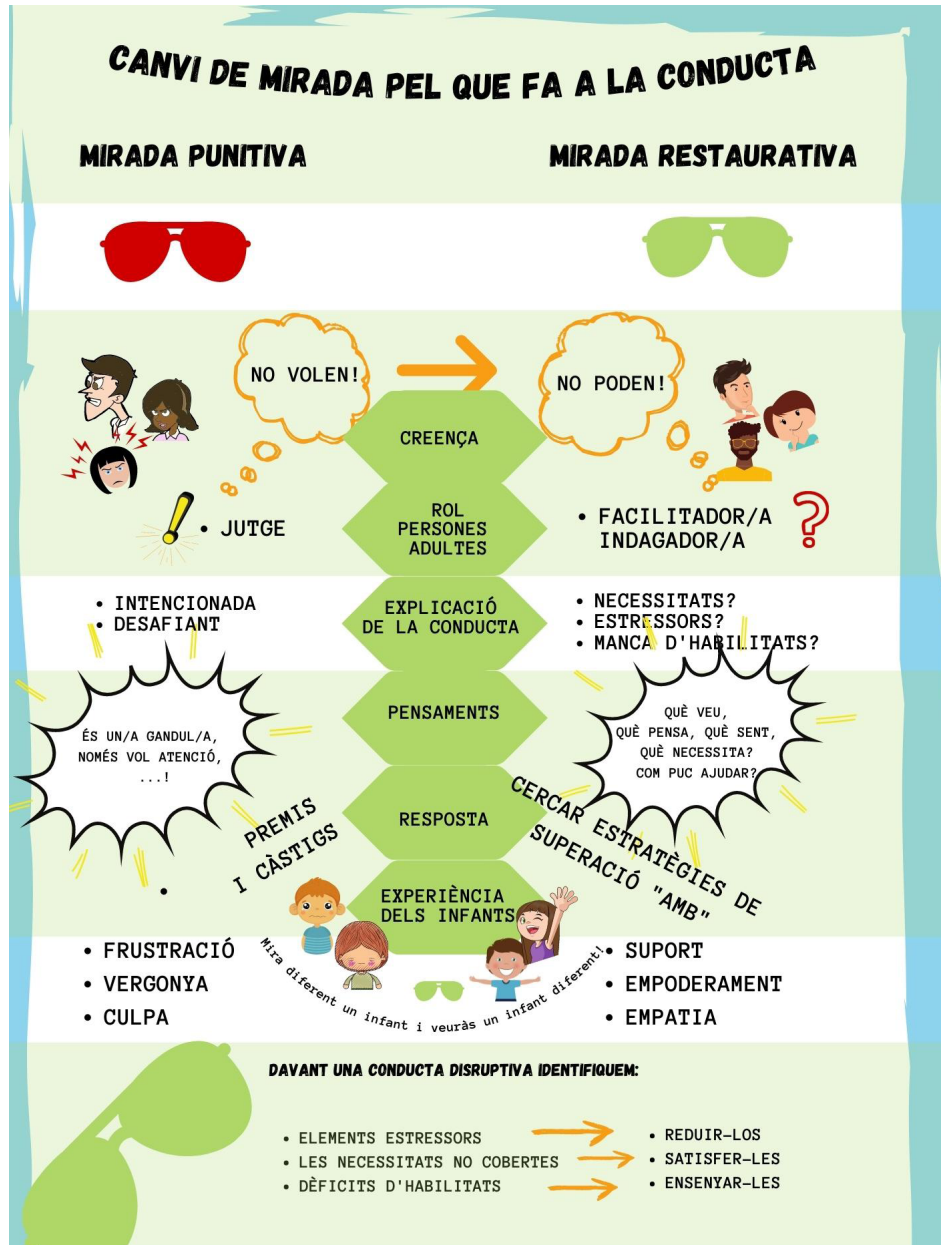 CANVI DE MIRADA PEL QUE FA A LA CONDUCTA
MIRADA PUNITIVA
MIRADA RESTAURATIVA
NO VOLEN!
NO PODEN!
CREENÇA
• JUTGE
ROL
PERSONES
ADULTES
• FACILITADOR/A
INDAGADOR/A
?
• INTENCIONADA
• DESAFIANT
EXPLICACIÓ
DE LA CONDUCTA
• NECESSITATS?
• ESTRESSORS?
• MANCA D'HABILITATS?
ÉS UN/A GANDUL/A,
NOMÉS VOL ATENCIÓ,
...!
PENSAMENTS
QUÈ VEU,
QUÈ PENSA, QUÈ SENT,
QUÈ NECESSITA?
COM PUC AJUDAR?
PREMIS
I CÀSTIGS
RESPOSTA
CERCAR ESTRATÈGIES DE
SUPERACIÓ "AMB"
EXPERIÈNCIA
DELS INFANTS
• FRUSTRACIÓ
• VERGONYA
• CULPA
Mira diferent un infant i veuràs un infant diferent!
• SUPORT
• EMPODERAMENT
• EMPATIA
DAVANT UNA CONDUCTA DISRUPTIVA IDENTIFIQUEM:
• ELEMENTS ESTRESSORS
• LES NECESSITATS NO COBERTES
• DÈFICITS D'HABILITATS
• REDUIR-LOS
• SATISFER-LES
• ENSENYAR-LES